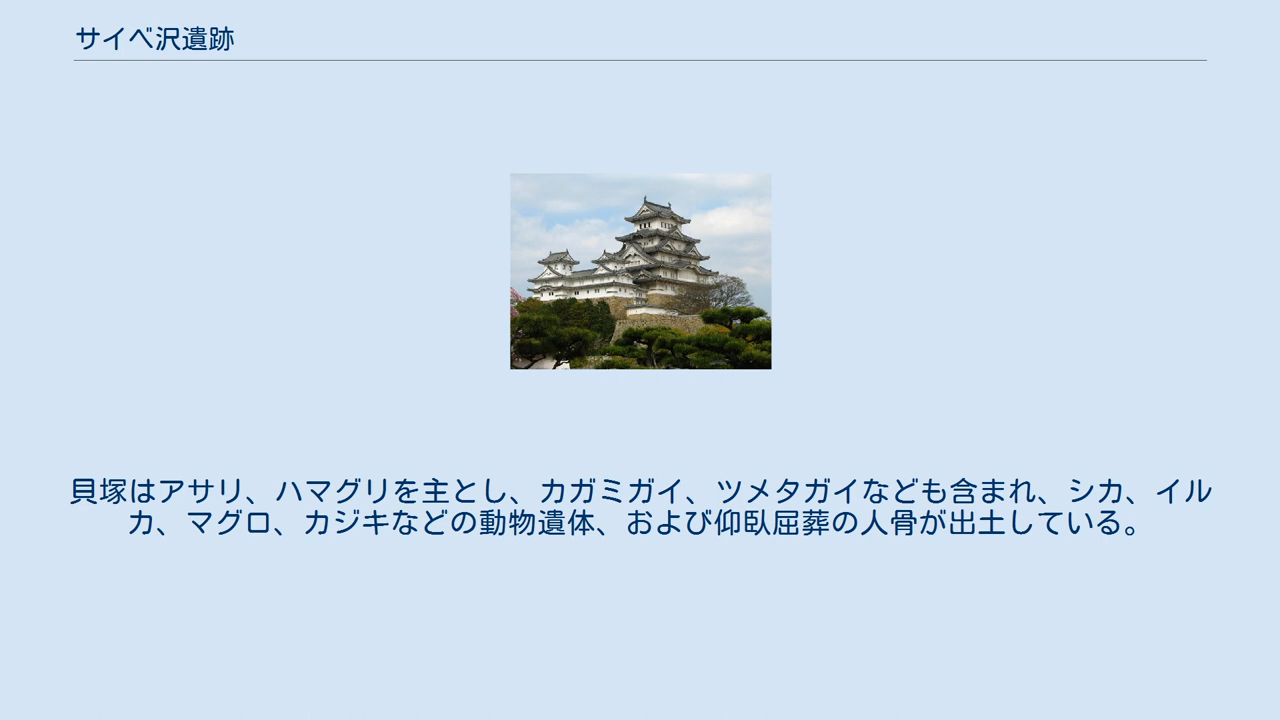 サイベ沢遺跡
貝塚はアサリ、ハマグリを主とし、カガミガイ、ツメタガイなども含まれ、シカ、イル
カ、マグロ、カジキなどの動物遺体、および仰臥屈葬の人骨が出土している。